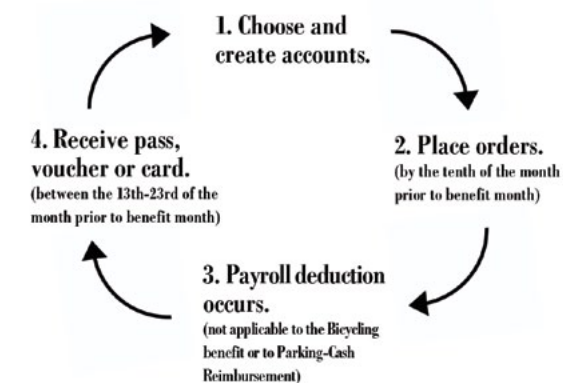 1. Choose and
create accounts.
2. Place orders.
(by the tenth of the month
prior to benefit month)
3. Payroll deduction
occurs.
(not applicable to the Bicycling
benefit or to Parking-Cash
Reimbursement)
4. Receive pass,
voucher or card.
(between the 13th-23rd of the
month prior to benefit month)